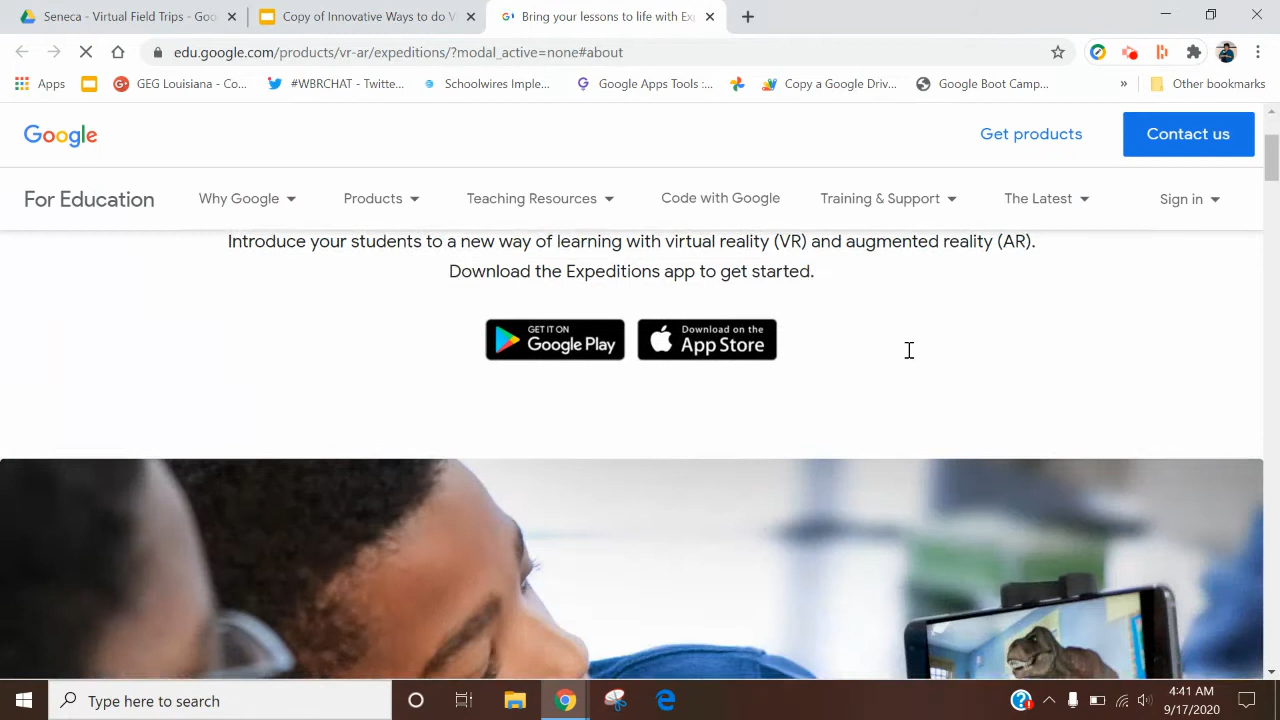 Seneca - Virtual Field Trips - Goo
Copy of Innovative Ways to do V
Bring your lessons to life with Exp
edu.google.com/products/vr-ar/expeditions/?modal_active=none#about
Apps
GEG Louisiana - Co...
#WBRCHAT - Twitte...
Schoolwires Imple...
Google Apps Tools :...
Copy a Google Driv...
Google Boot Camp...
»
Other bookmarks
Google
Get products
Contact us
For Education
Why Google
Products
Teaching Resources
Code with Google
Training & Support
The Latest
Sign in
Introduce your students to a new way of learning with virtual reality (VR) and augmented reality (AR).
Download the Expeditions app to get started.
GET IT ON
Google Play
Download on the
App Store
Type here to search
4:41 AM
9/17/2020